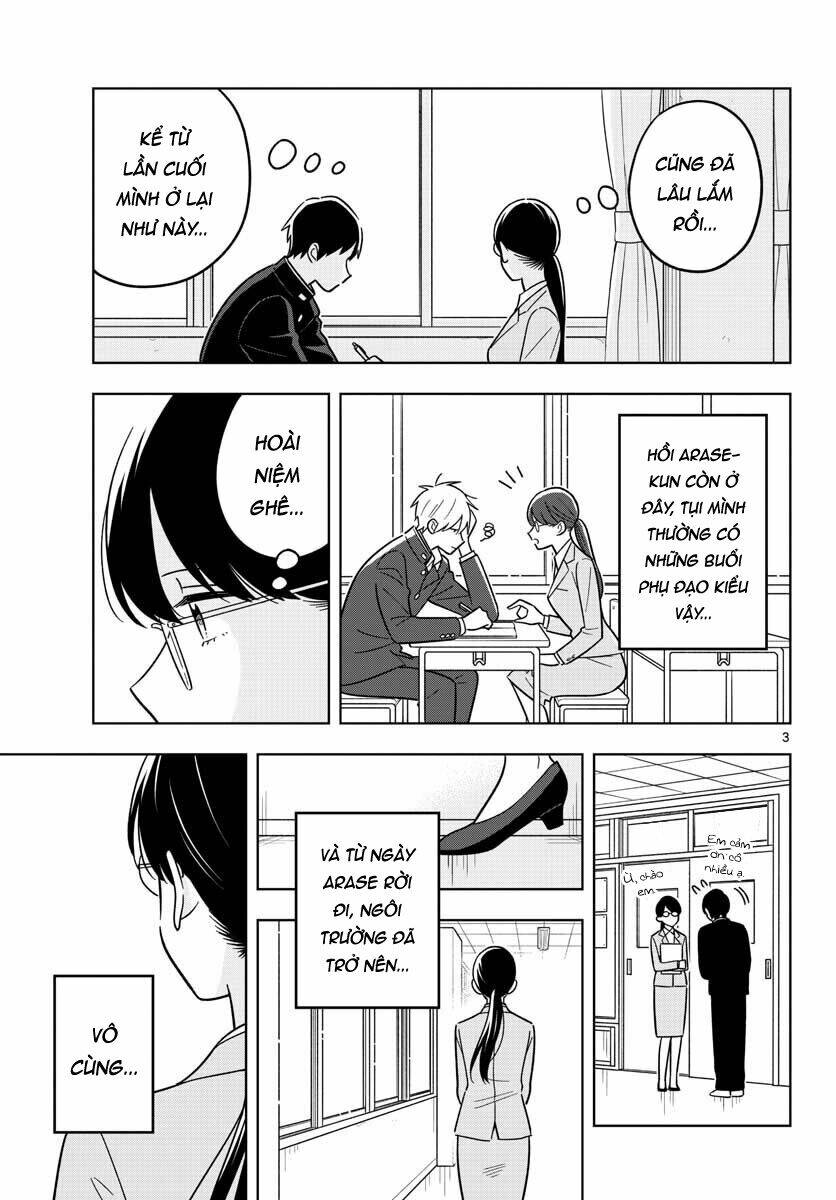 CŨNG ĐÃ
LÂU LẮM
RỒI...
KỂ TỪ
LẦN CUỐI
MÌNH Ở LẠI
NHƯ NÀY...
HỒI ARASE-
KUN CÒN Ở
ĐÂY, TỤI MÌNH
THƯỜNG CÓ
NHỮNG BUỔI
PHỤ ĐẠO KIỂU
VẬY...
HOÀI
NIỆM
GHÊ...
3
Em cảm
ơn cô
nhiều ạ.
Ừ, chào
em.
VÀ TỪ NGÀY
ARASE RỜI
ĐI, NGÔI
TRƯỜNG ĐÃ
TRỞ NÊN...
VÔ
CÙNG...